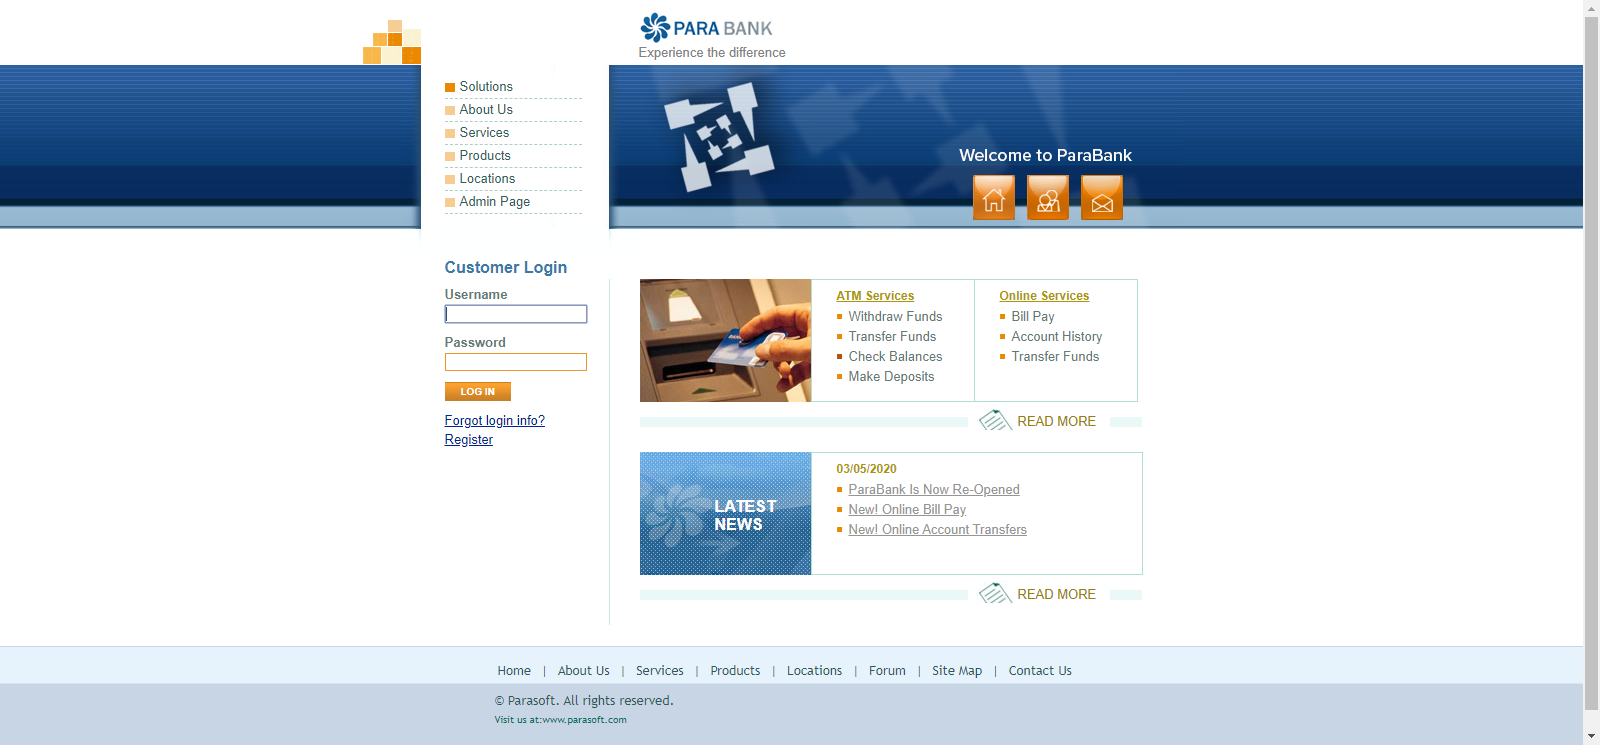 PARA BANK
Experience the difference
Solutions
About Us
Services
Products
Locations
Admin Page
Welcome to ParaBank
Customer Login
Username
Password
LOG IN
Forgot login info?
Register
ATM Services
Withdraw Funds
Transfer Funds
Check Balances
Make Deposits
Online Services
Bill Pay
Account History
Transfer Funds
READ MORE
LATEST
NEWS
03/05/2020
ParaBank Is Now Re-Opened
New! Online Bill Pay
New! Online Account Transfers
READ MORE
Home | About Us | Services | Products | Locations | Forum | Site Map | Contact Us
© Parasoft. All rights reserved.
Visit us at:www.parasoft.com